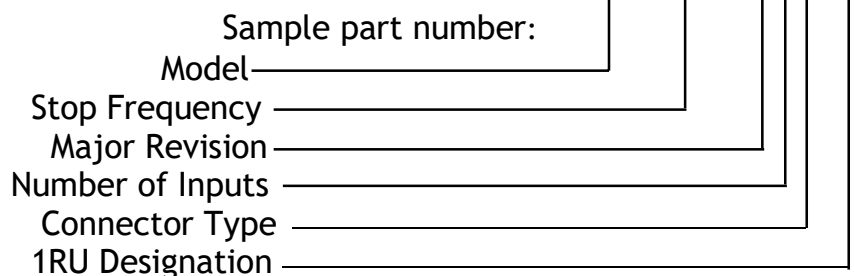 Sample part number:
Model
Stop Frequency
Major Revision
Number of Inputs
Connector Type
1RU Designation